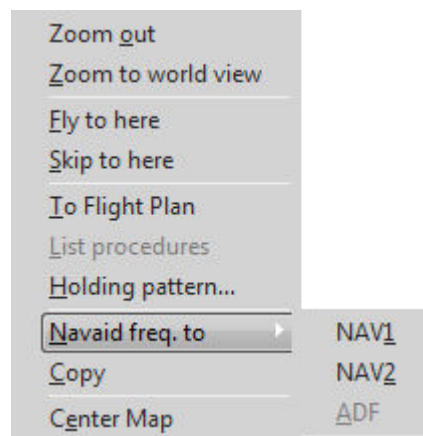 Zoom out
Zoom to world view
Fly to here
Skip to here
To Flight Plan
List procedures
Holding pattern...
Navaid freq. to
NAV1
Copy
NAV2
Center Map
ADF